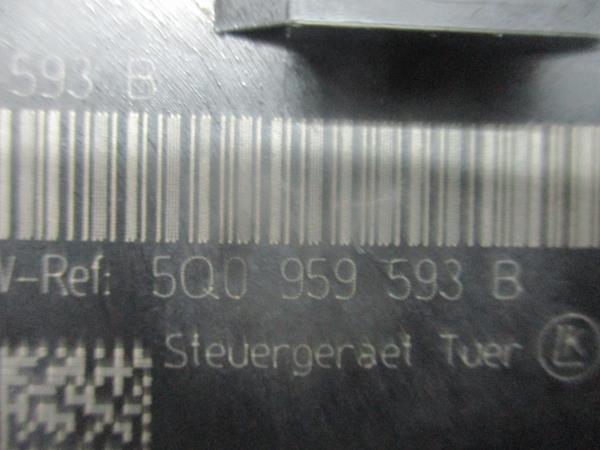 593 B
W-Ref: 5Q0 959 593 B
Steuergeraet Tuer K